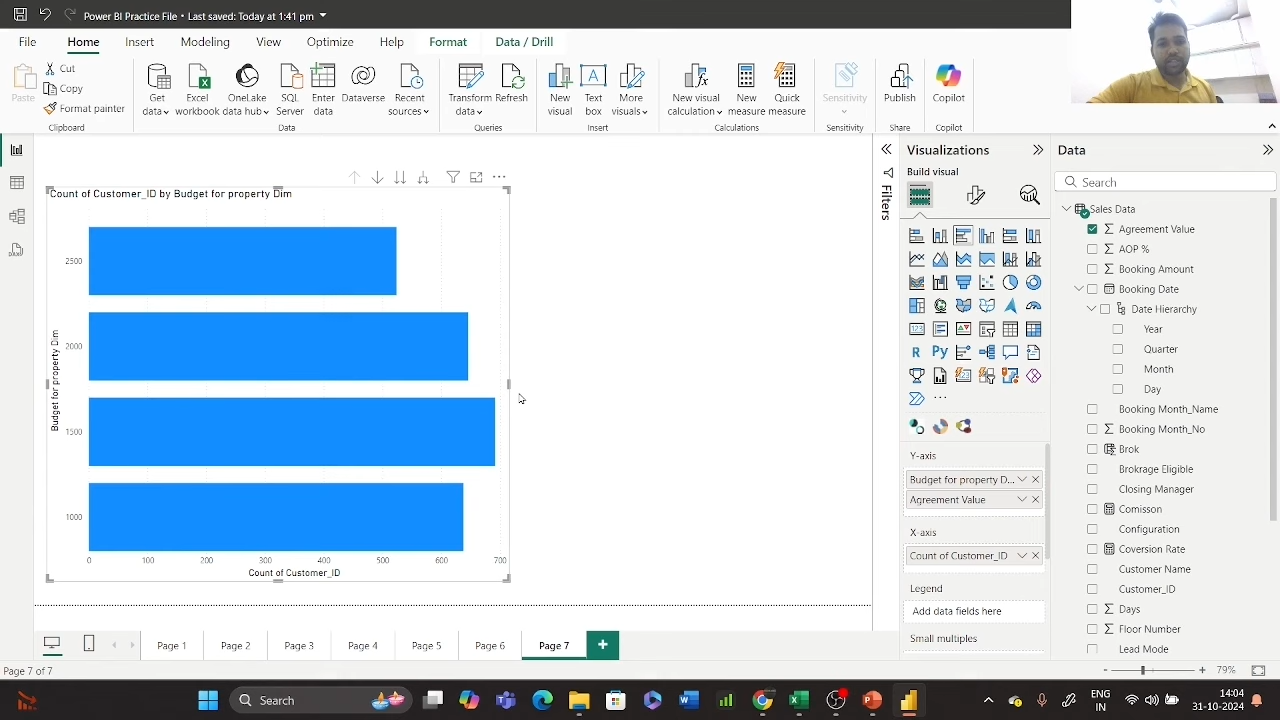 Power BI Practice File • Last saved: Today at 1:41 pm
File Home Insert Modeling View Optimize Help Format Data / Drill
Paste Cut Copy Format painter
Get data Excel workbook OneLake data hub SQL Server Enter data Dataverse Recent sources
Transform data Refresh New visual Text box More visuals New visual calculation New measure Quick measure Sensitivity Publish Copilot
Clipboard Data Queries Insert Calculations Sensitivity Share Copilot
Count of Customer_ID by Budget for property Dim
Budget for property Dim
2500
2000
1500
1000
0 100 200 300 400 500 600 700
Count of Customer_ID
Filters
Visualizations
Build visual
123
R Py
Y-axis
Budget for property D...
Agreement Value
X-axis
Count of Customer_ID
Legend
Add data fields here
Small multiples
Data
Search
Sales Data
Agreement Value
AOP %
Booking Amount
Booking Date
Date Hierarchy
Year
Quarter
Month
Day
Booking Month_Name
Booking Month_No
Brok
Brokrage Eligible
Closing Manager
Comisson
Configuration
Coversion Rate
Customer Name
Customer_ID
Days
Floor Number
Lead Mode
Page 1 Page 2 Page 3 Page 4 Page 5 Page 6 Page 7
Page 7 of 7
79%
Search
ENG
IN
14:04
31-10-2024